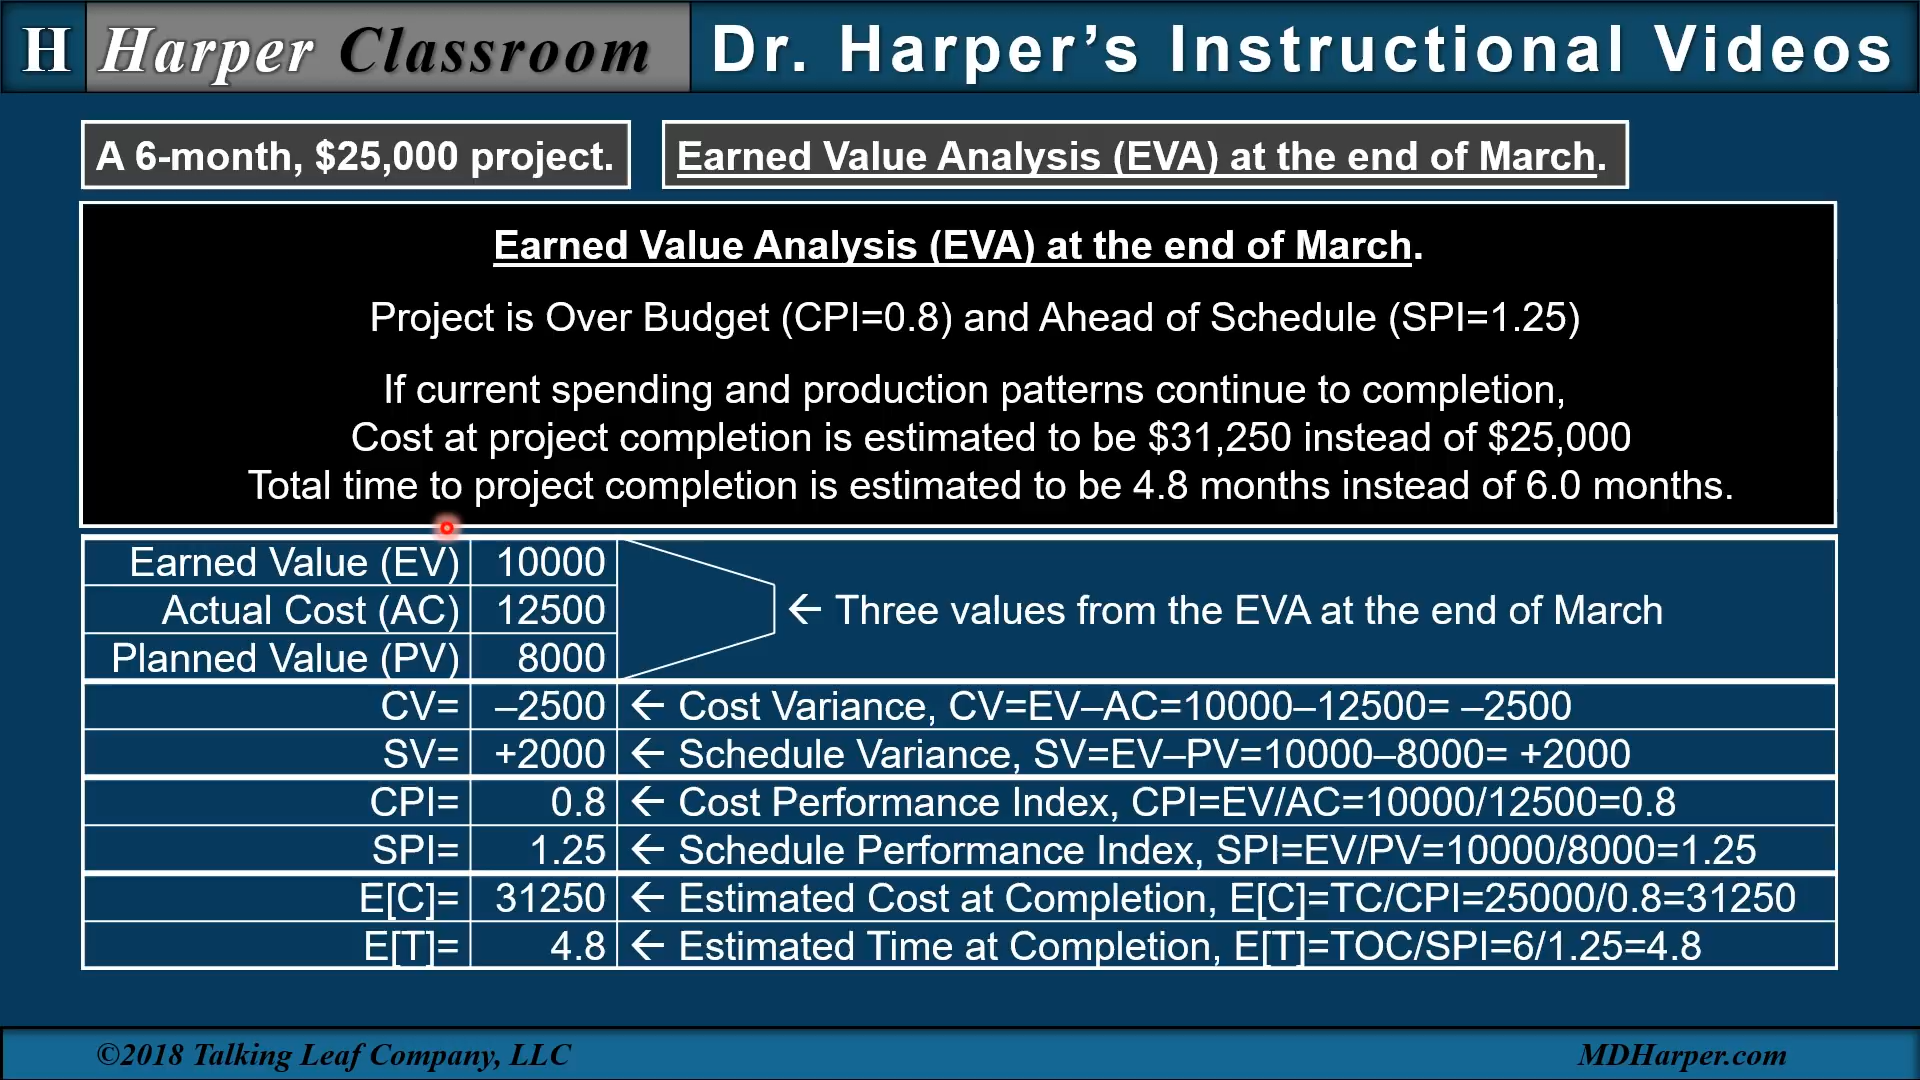 H Harper Classroom Dr. Harper’s Instructional Videos
A 6-month, $25,000 project. Earned Value Analysis (EVA) at the end of March.
Earned Value Analysis (EVA) at the end of March.
Project is Over Budget (CPI=0.8) and Ahead of Schedule (SPI=1.25)
If current spending and production patterns continue to completion,
Cost at project completion is estimated to be $31,250 instead of $25,000
Total time to project completion is estimated to be 4.8 months instead of 6.0 months.
Earned Value (EV) 10000
Actual Cost (AC) 12500 ← Three values from the EVA at the end of March
Planned Value (PV) 8000
CV= –2500 ← Cost Variance, CV=EV–AC=10000–12500= –2500
SV= +2000 ← Schedule Variance, SV=EV–PV=10000–8000= +2000
CPI= 0.8 ← Cost Performance Index, CPI=EV/AC=10000/12500=0.8
SPI= 1.25 ← Schedule Performance Index, SPI=EV/PV=10000/8000=1.25
E[C]= 31250 ← Estimated Cost at Completion, E[C]=TC/CPI=25000/0.8=31250
E[T]= 4.8 ← Estimated Time at Completion, E[T]=TOC/SPI=6/1.25=4.8
©2018 Talking Leaf Company, LLC MDHarper.com